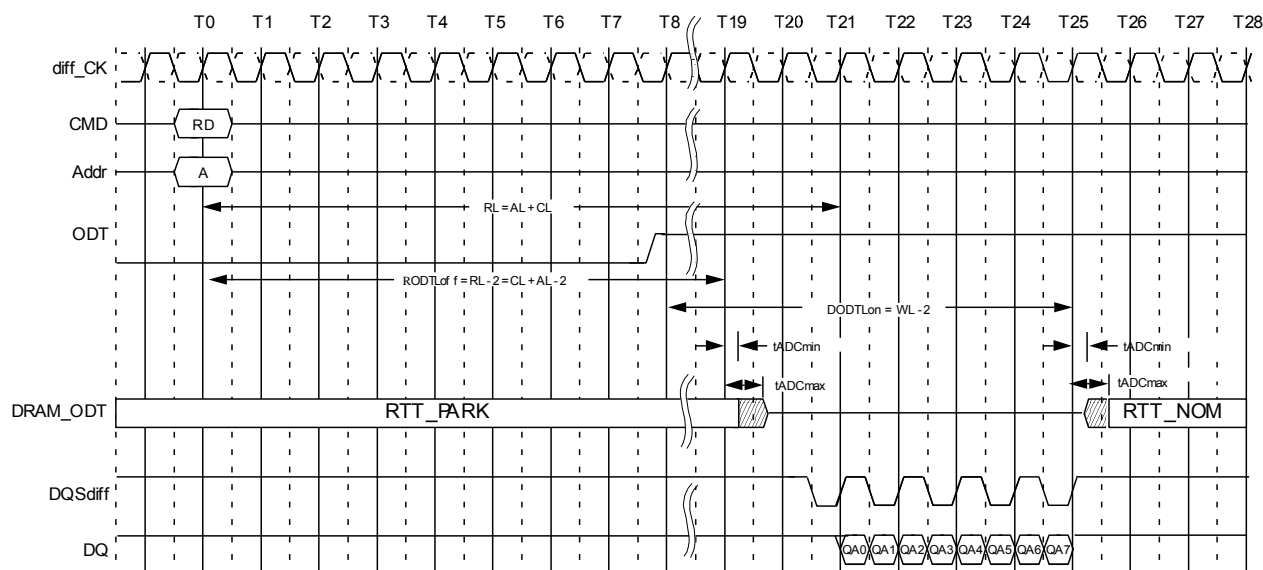 T0 T1 T2 T3 T4 T5 T6 T7 T8 T19 T20 T21 T22 T23 T24 T25 T26 T27 T28
diff_CK
CMD RD
Addr A
RL = AL + CL
ODT
RODTLoff = RL - 2 = CL + AL - 2
DODTLon = WL - 2
tADCmin tADCmin
tADCmax tADCmax
DRAM_ODT RTT_PARK RTT_NOM
DQSdiff
DQ QA0 QA1 QA2 QA3 QA4 QA5 QA6 QA7